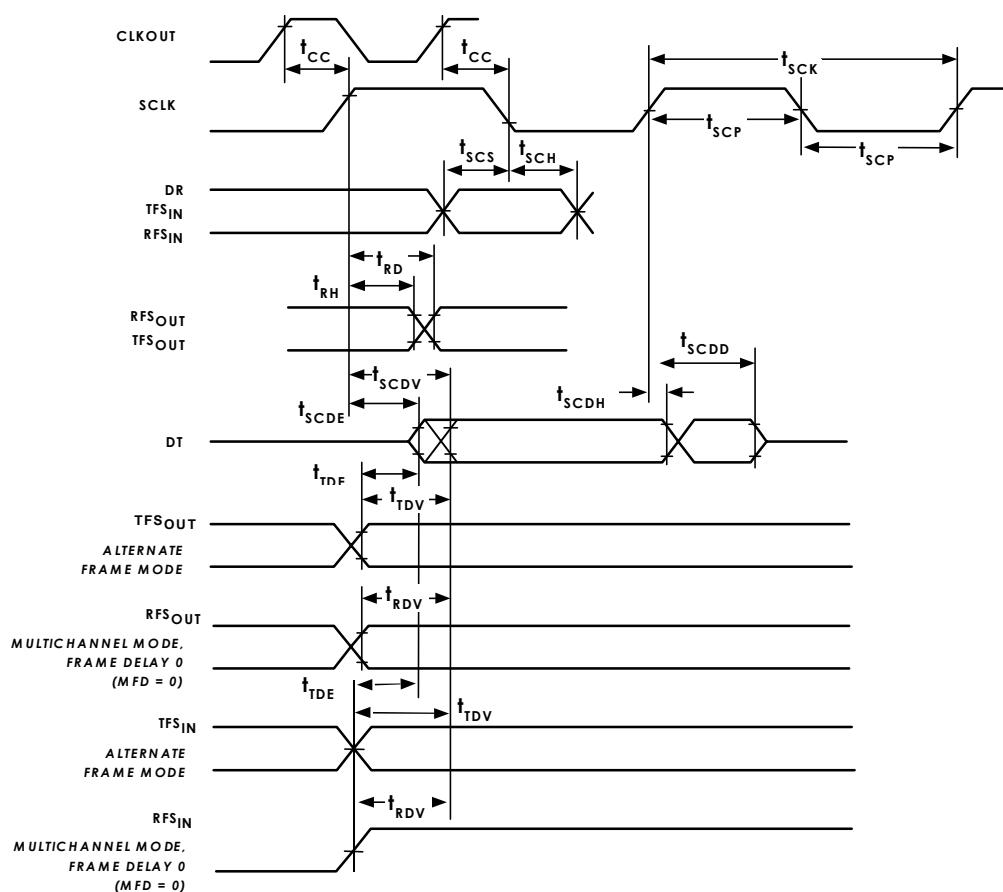 CLKOUT
tCC
tCC
tSCK
SCLK
tSCP
tSCP
tSCS
tSCH
DR
TFSIN
RFSIN
tRD
tRH
RFSOUT
TFSOUT
tSCDD
tSCDV
tSCDH
tSCDE
DT
tTDE
tTDV
TFSOUT
ALTERNATE
FRAME MODE
tRDV
RFSOUT
MULTICHANNEL MODE,
FRAME DELAY 0
(MFD = 0)
tTDE
tTDV
TFSIN
ALTERNATE
FRAME MODE
tRDV
RFSIN
MULTICHANNEL MODE,
FRAME DELAY 0
(MFD = 0)